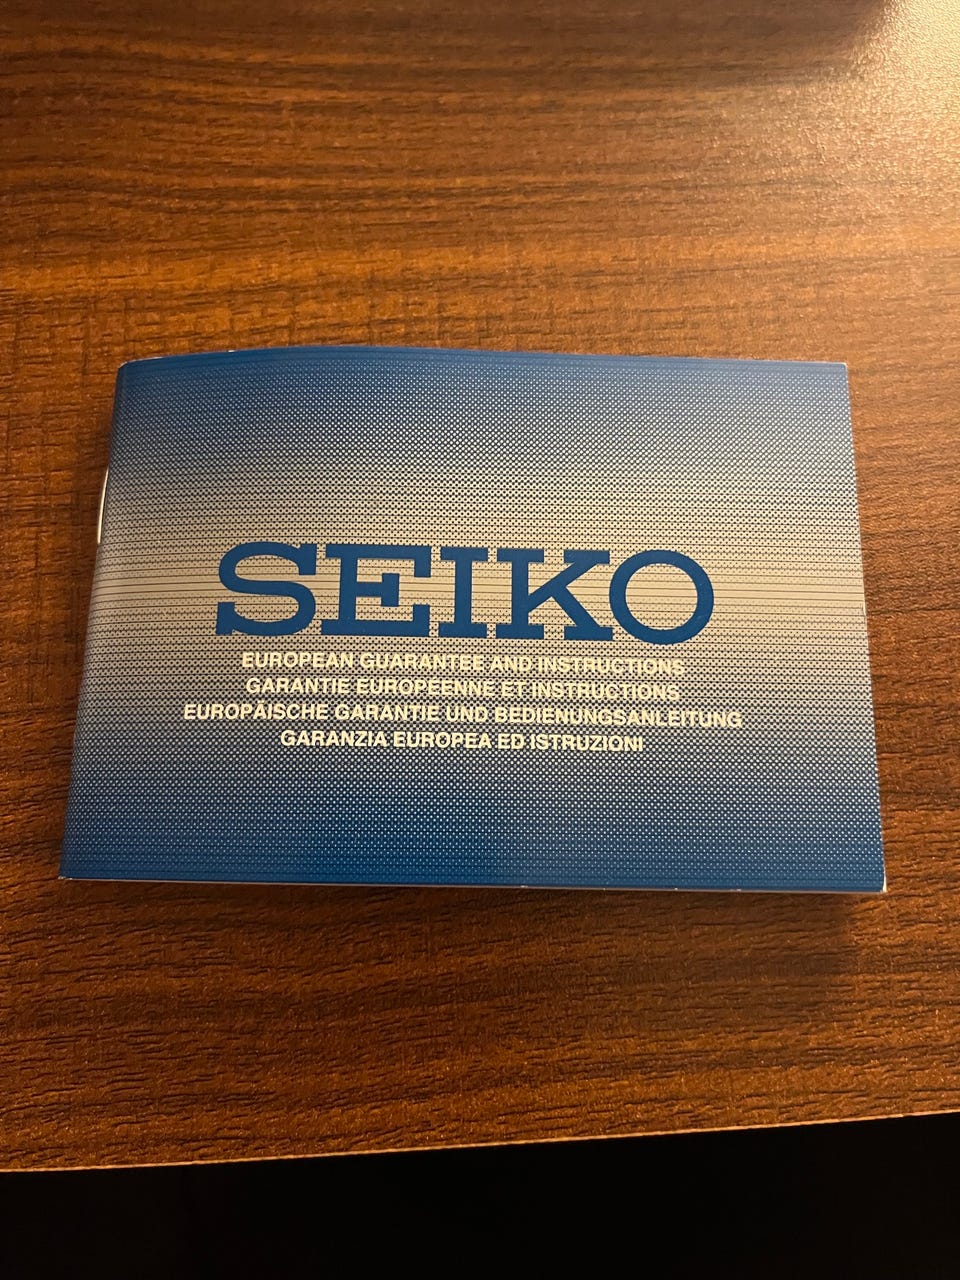 SEIKO
EUROPEAN GUARANTEE AND INSTRUCTIONS
GARANTIE EUROPEENNE ET INSTRUCTIONS
EUROPÄISCHE GARANTIE UND BEDIENUNGSANLEITUNG
GARANZIA EUROPEA ED ISTRUZIONI